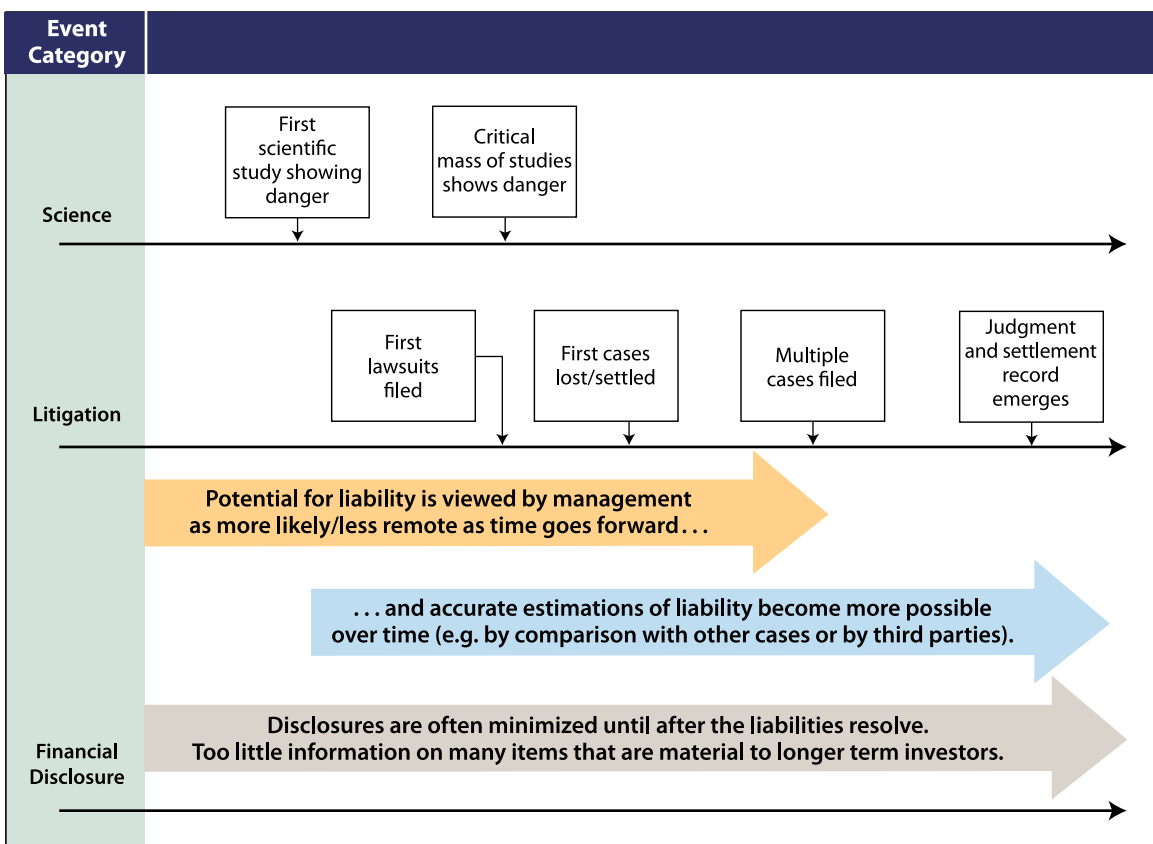 Event
Category
First
scientific
study showing
danger
Critical
mass of studies
shows danger
Science
First
lawsuits
filed
First cases
lost/settled
Multiple
cases filed
Judgment
and settlement
record
emerges
Litigation
Potential for liability is viewed by management
as more likely/less remote as time goes forward . . .
. . . and accurate estimations of liability become more possible
over time (e.g. by comparison with other cases or by third parties).
Disclosures are often minimized until after the liabilities resolve.
Too little information on many items that are material to longer term investors.
Financial
Disclosure